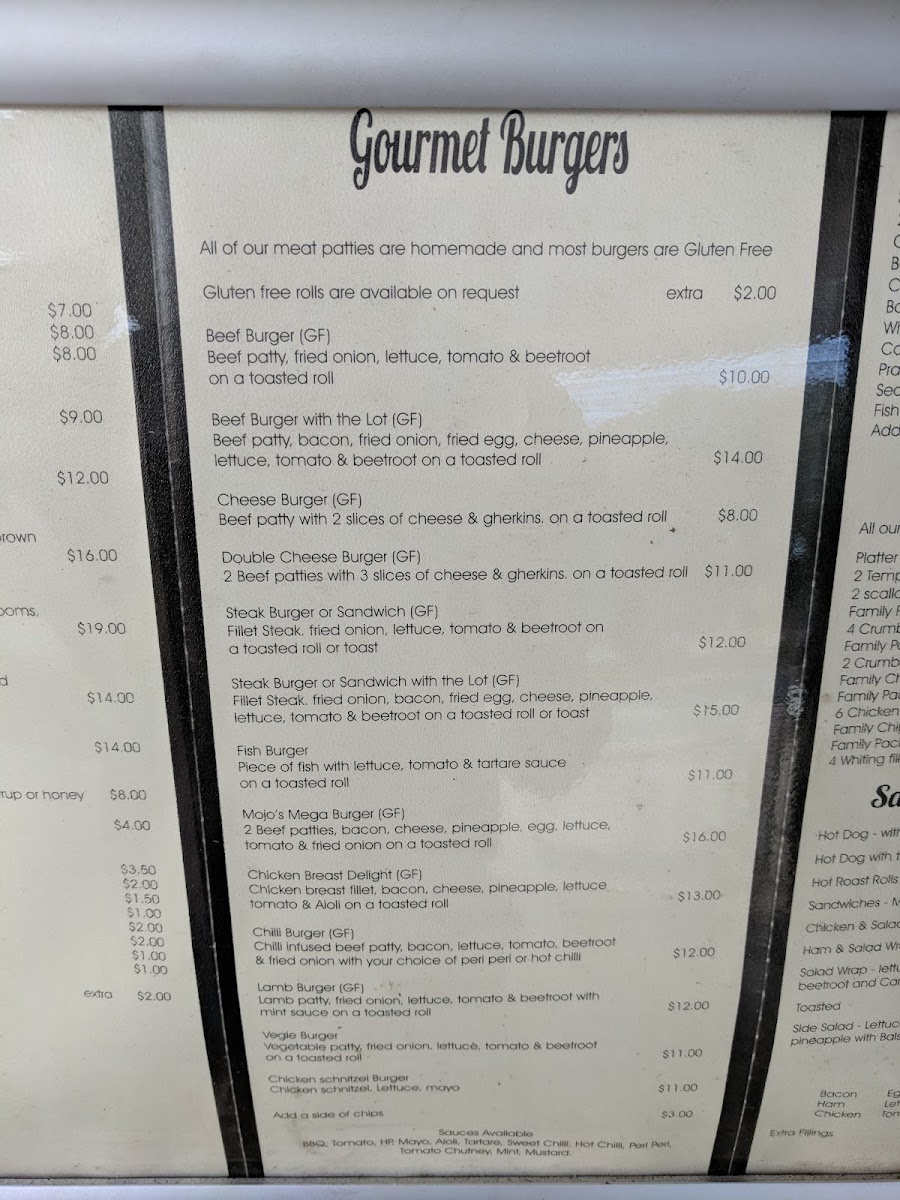 $7.00
$8.00
$8.00
$9.00
$12.00
$16.00
$19.00
$14.00
$14.00
or honey $8.00
$4.00
$3.50
$2.00
$1.50
$1.00
$2.00
$2.00
$1.00
$1.00
extra $2.00
Gourmet Burgers
All of our meat patties are homemade and most burgers are Gluten Free
Gluten free rolls are available on request extra $2.00
Beef Burger (GF)
Beef patty, fried onion, lettuce, tomato & beetroot
on a toasted roll $10.00
Beef Burger with the Lot (GF)
Beef patty, bacon, fried onion, fried egg, cheese, pineapple,
lettuce, tomato & beetroot on a toasted roll $14.00
Cheese Burger (GF)
Beef patty with 2 slices of cheese & gherkins. on a toasted roll $8.00
Double Cheese Burger (GF)
2 Beef patties with 3 slices of cheese & gherkins. on a toasted roll $11.00
Steak Burger or Sandwich (GF)
Fillet Steak. fried onion, lettuce, tomato & beetroot on
a toasted roll or toast $12.00
Steak Burger or Sandwich with the Lot (GF)
Fillet Steak. fried onion, bacon, fried egg, cheese, pineapple,
lettuce, tomato & beetroot on a toasted roll or toast $15.00
Fish Burger
Piece of fish with lettuce, tomato & tartare sauce
on a toasted roll $11.00
Mojo's Mega Burger (GF)
2 Beef patties, bacon, cheese, pineapple, egg, lettuce,
tomato & fried onion on a toasted roll $16.00
Chicken Breast Delight (GF)
Chicken breast fillet, bacon, cheese, pineapple, lettuce
tomato & Aioli on a toasted roll $13.00
Chilli Burger (GF)
Chilli infused beef patty, bacon, lettuce, tomato, beetroot
& fried onion with your choice of peri peri or hot chilli $12.00
Lamb Burger (GF)
Lamb patty, fried onion, lettuce, tomato & beetroot with
mint sauce on a toasted roll $12.00
Vegie Burger
Vegetable patty, fried onion, lettuce, tomato & beetroot
on a toasted roll $11.00
Chicken schnitzel Burger
Chicken schnitzel, Lettuce, mayo $11.00
Add a side of chips $3.00
Sauces Available
BBQ, Tomato, HP, Mayo, Aioli, Tartare, Sweet Chilli, Hot Chilli, Peri Peri,
Tomato Chutney, Mint, Mustard.
Fish
All our
Platter
2
2
Family
4
Family
2
Family
Family
6 Chicken
Family
Family
4 Whiting
Hot Dog - with
Hot Dog with
Hot Roast Rolls
Sandwiches -
Chicken &
Ham & Salad
Salad Wrap -
beetroot and
Toasted
Side Salad -
pineapple with
Bacon
Ham
Chicken
Extra Fillings